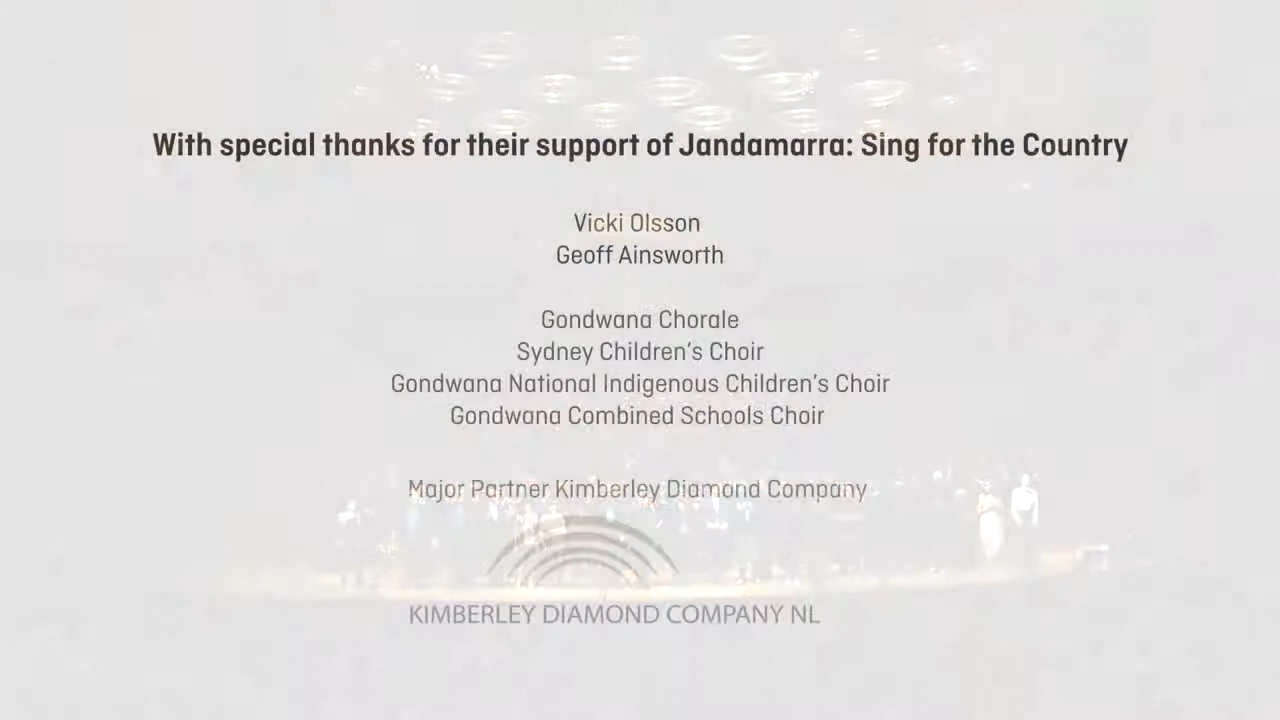 With special thanks for their support of Jandamarra: Sing for the Country
Vicki Olsson
Geoff Ainsworth
Gondwana Chorale
Sydney Children's Choir
Gondwana National Indigenous Children's Choir
Gondwana Combined Schools Choir
Major Partner Kimberley Diamond Company
KIMBERLEY DIAMOND COMPANY NL